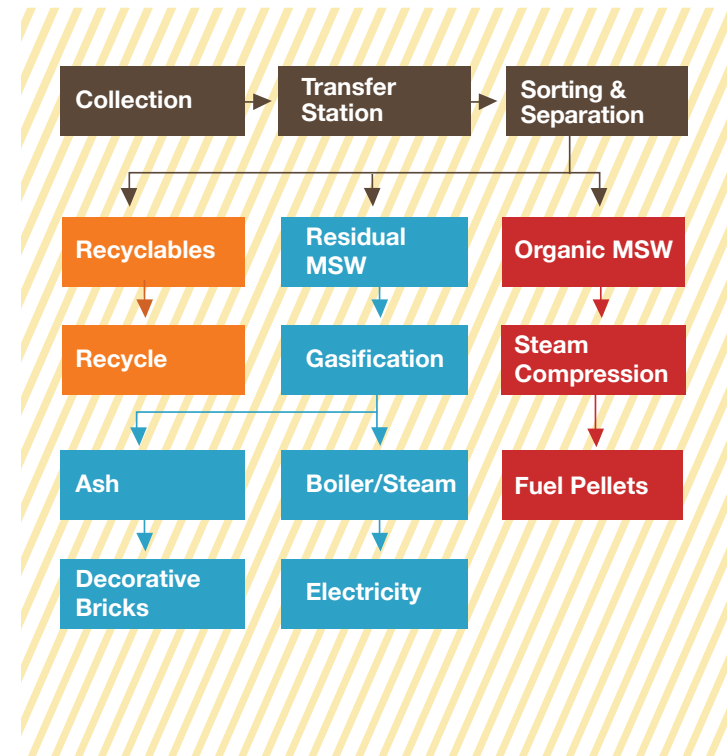 Collection
Transfer
Station
Sorting &
Separation
Recyclables
Residual
MSW
Organic MSW
Recycle
Gasification
Steam
Compression
Ash
Boiler/Steam
Fuel Pellets
Decorative
Bricks
Electricity